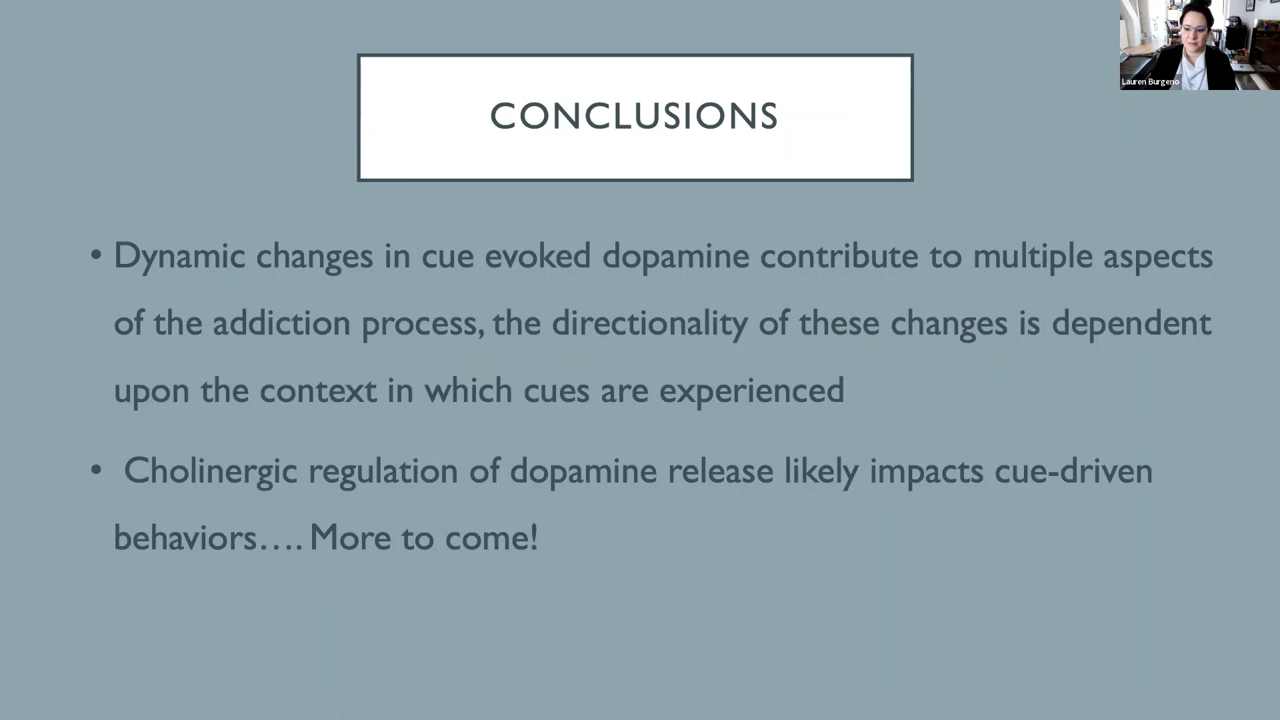 Lauren Burgeno
CONCLUSIONS
• Dynamic changes in cue evoked dopamine contribute to multiple aspects
of the addiction process, the directionality of these changes is dependent
upon the context in which cues are experienced
• Cholinergic regulation of dopamine release likely impacts cue-driven
behaviors…. More to come!